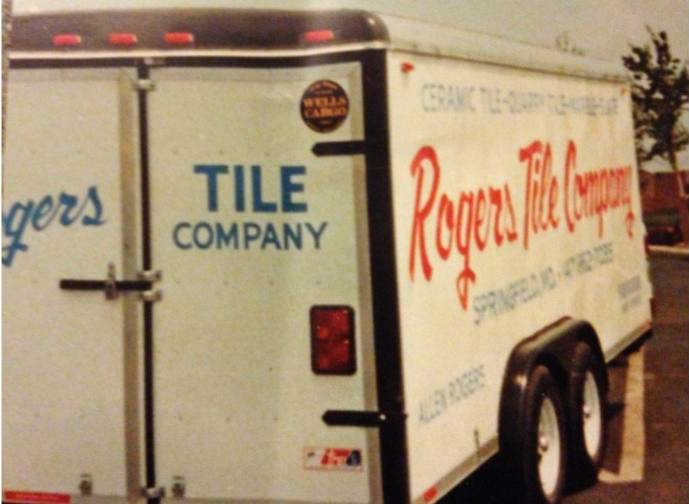 WELLS
CARGO
gers
TILE
COMPANY
CERAMIC TILE-QUARRY TILE-MARBLE-SLATE
Rogers Tile Company
SPRINGFIELD, MO.
ALLEN ROGERS